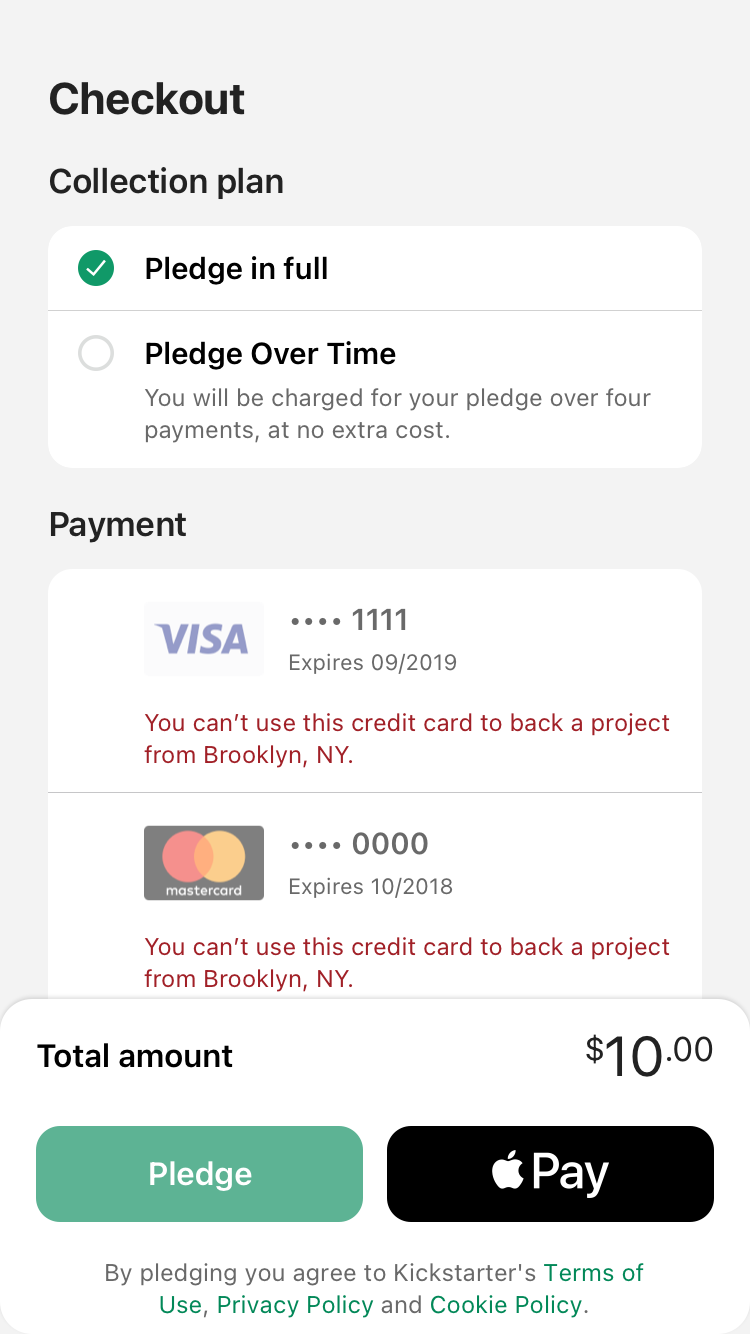 Checkout
Collection plan
Pledge in full
Pledge Over Time
You will be charged for your pledge over four
payments, at no extra cost.
Payment
VISA
•••• 1111
Expires 09/2019
You can’t use this credit card to back a project
from Brooklyn, NY.
mastercard
•••• 0000
Expires 10/2018
You can’t use this credit card to back a project
from Brooklyn, NY.
Total amount
$10.00
Pledge
Pay
By pledging you agree to Kickstarter's Terms of
Use, Privacy Policy and Cookie Policy.